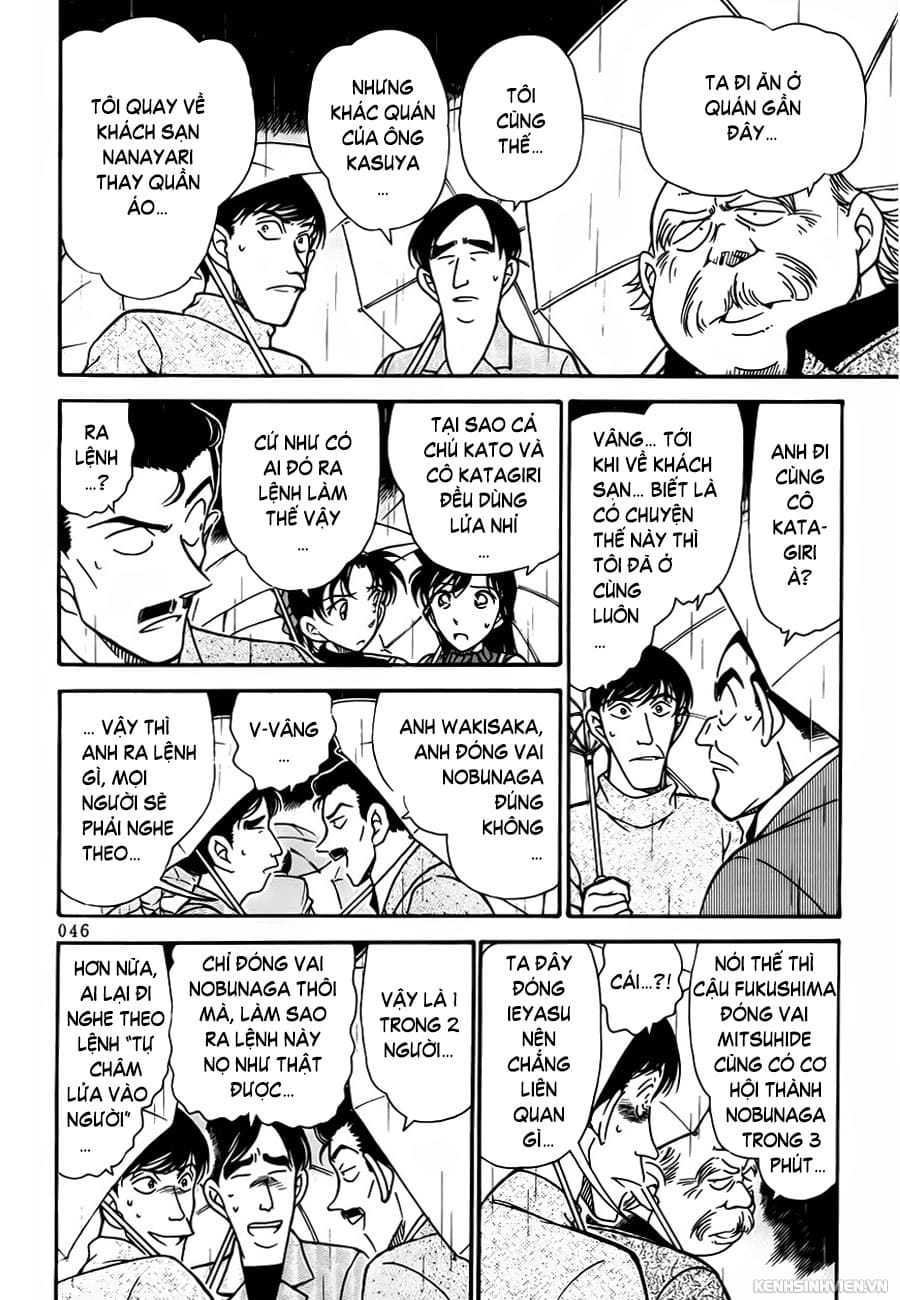 TA ĐI ĂN Ở
QUÁN GẦN
ĐÂY...
TÔI
CŨNG
THẾ...
NHƯNG
KHÁC QUÁN
CỦA ÔNG
KASUYA
...
TÔI QUAY VỀ
KHÁCH SẠN
NANAYARI
THAY QUẦN
ÁO...
ANH ĐI
CÙNG
CÔ
KATA-
GIRI
À?
VÂNG... TỚI
KHI VỀ KHÁCH
SẠN... BIẾT LÀ
CÓ CHUYỆN
THẾ NÀY THÌ
TÔI ĐÃ Ở
CÙNG
LUÔN
...
TẠI SAO CẢ
CHÚ KATO VÀ
CÔ KATAGIRI
ĐỀU DÙNG
LỬA NHỈ
...
CỨ NHƯ CÓ
AI ĐÓ RA
LỆNH LÀM
THẾ VẬY
...
RA
LỆNH
...?
ANH WAKISAKA,
ANH ĐÓNG VAI
NOBUNAGA
ĐÚNG
KHÔNG
...
V-VÂNG
...
... VẬY THÌ
ANH RA LỆNH
GÌ, MỌI
NGƯỜI SẼ
PHẢI NGHE
THEO...
046
NÓI THẾ THÌ
CẬU FUKUSHIMA
ĐÓNG VAI
MITSUHIDE
CŨNG CÓ CƠ
HỘI THÀNH
NOBUNAGA
TRONG 3
PHÚT...
CÁI...?!
TA ĐÂY
ĐÓNG
IEYASU
NÊN
CHẲNG
LIÊN
QUAN
GÌ...
VẬY LÀ 1
TRONG 2
NGƯỜI...
CHỈ ĐÓNG VAI
NOBUNAGA THÔI
MÀ, LÀM SAO
RA LỆNH NÀY
NỌ NHƯ THẬT
ĐƯỢC...
HƠN NỮA,
AI LẠI ĐI
NGHE THEO
LỆNH "TỰ
CHÂM
LỬA VÀO
NGƯỜI"
...
KENHSINHVIEN.VN